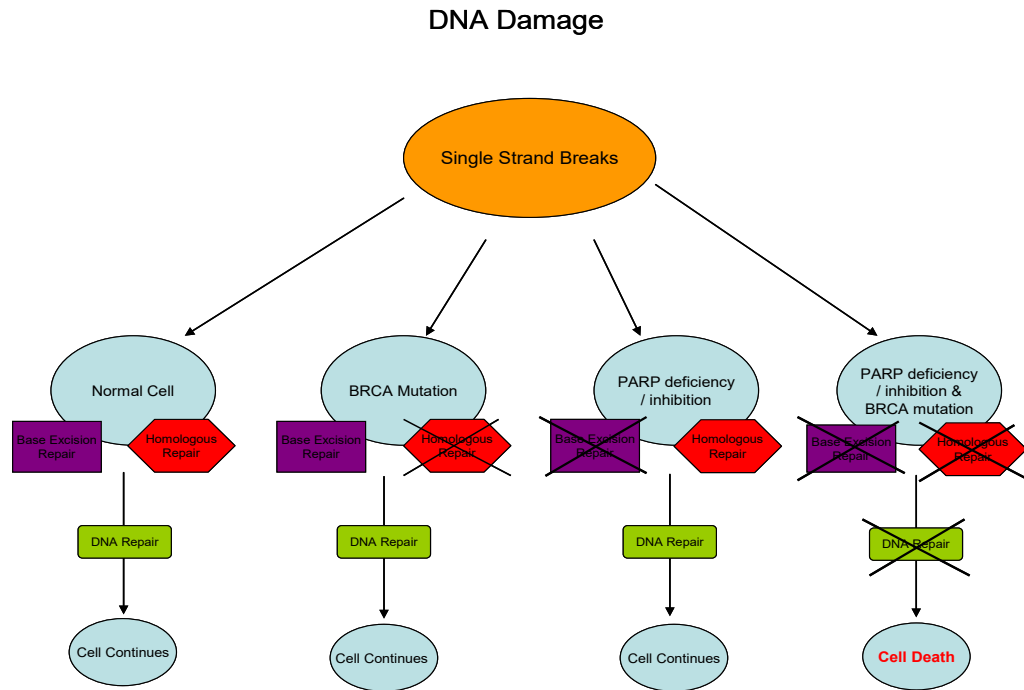 DNA Damage
Single Strand Breaks
Normal Cell
Base Excision
Repair
Homologous
Repair
DNA Repair
Cell Continues
BRCA Mutation
Base Excision
Repair
Homologous
Repair
DNA Repair
Cell Continues
PARP deficiency
/ inhibition
Base Excision
Repair
Homologous
Repair
DNA Repair
Cell Continues
PARP deficiency
/ inhibition &
BRCA mutation
Base Excision
Repair
Homologous
Repair
DNA Repair
Cell Death